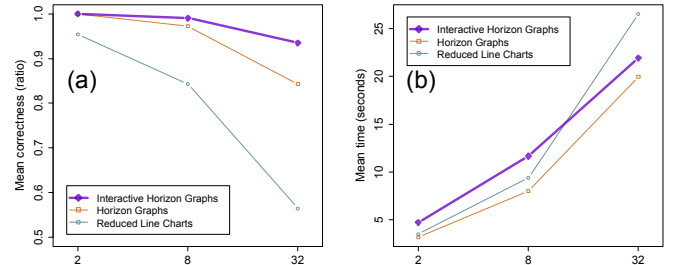 Mean correctness (ratio)
1.0
0.9
0.8
0.7
0.6
0.5
(a)
Interactive Horizon Graphs
Horizon Graphs
Reduced Line Charts
2 8 32
Mean time (seconds)
25
20
15
10
5
Interactive Horizon Graphs
Horizon Graphs
Reduced Line Charts
(b)
2 8 32